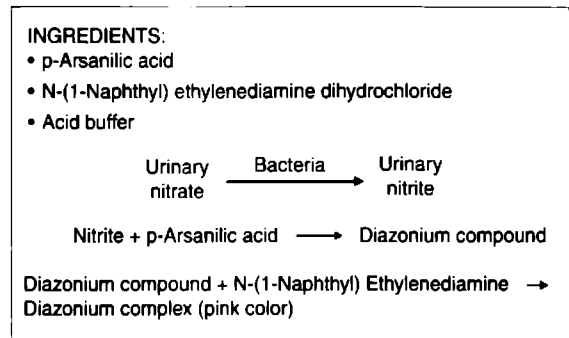 INGREDIENTS:
• p-Arsanilic acid
• N-(1-Naphthyl) ethylenediamine dihydrochloride
• Acid buffer
Urinary Bacteria Urinary
nitrate nitrite
Nitrite + p-Arsanilic acid → Diazonium compound
Diazonium compound + N-(1-Naphthyl) Ethylenediamine →
Diazonium complex (pink color)